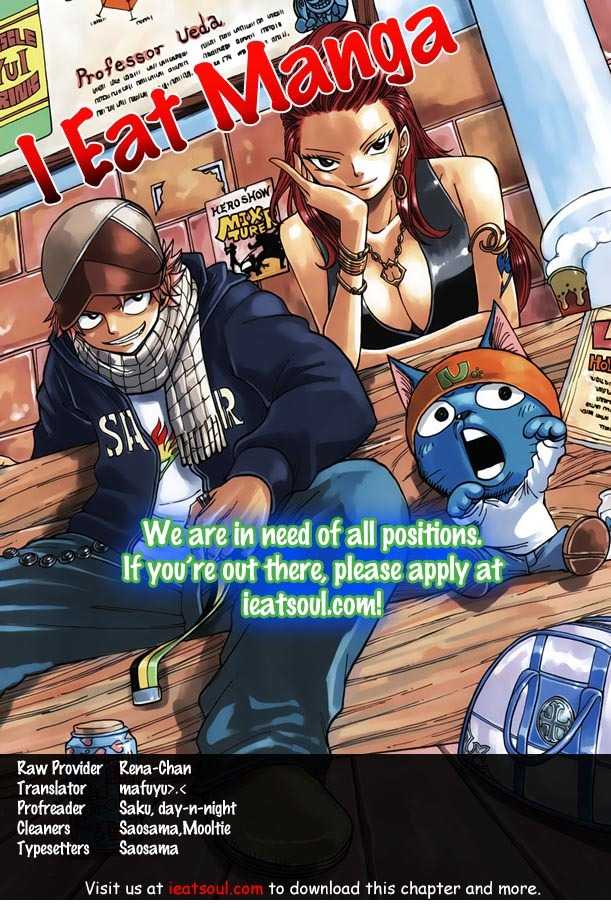 Professor Ueda
I Eat Manga
YUI
HERO SHOW
MIX
TURE
SA R
We are in need of all positions.
If you're out there, please apply at
ieatsoul.com!
Raw Provider Rena-Chan
Translator mafuyu>.<
Profreader Saku, day-n-night
Cleaners Saosama,Mooltie
Typesetters Saosama
Visit us at ieatsoul.com to download this chapter and more.